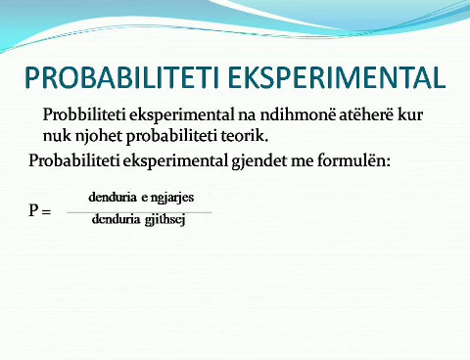 PROBABILITETI EKSPERIMENTAL
Probbiliteti eksperimental na ndihmonë atëherë kur
nuk njohet probabiliteti teorik.
Probabiliteti eksperimental gjendet me formulën:
denduria e ngjarjes
P =
denduria gjithsej